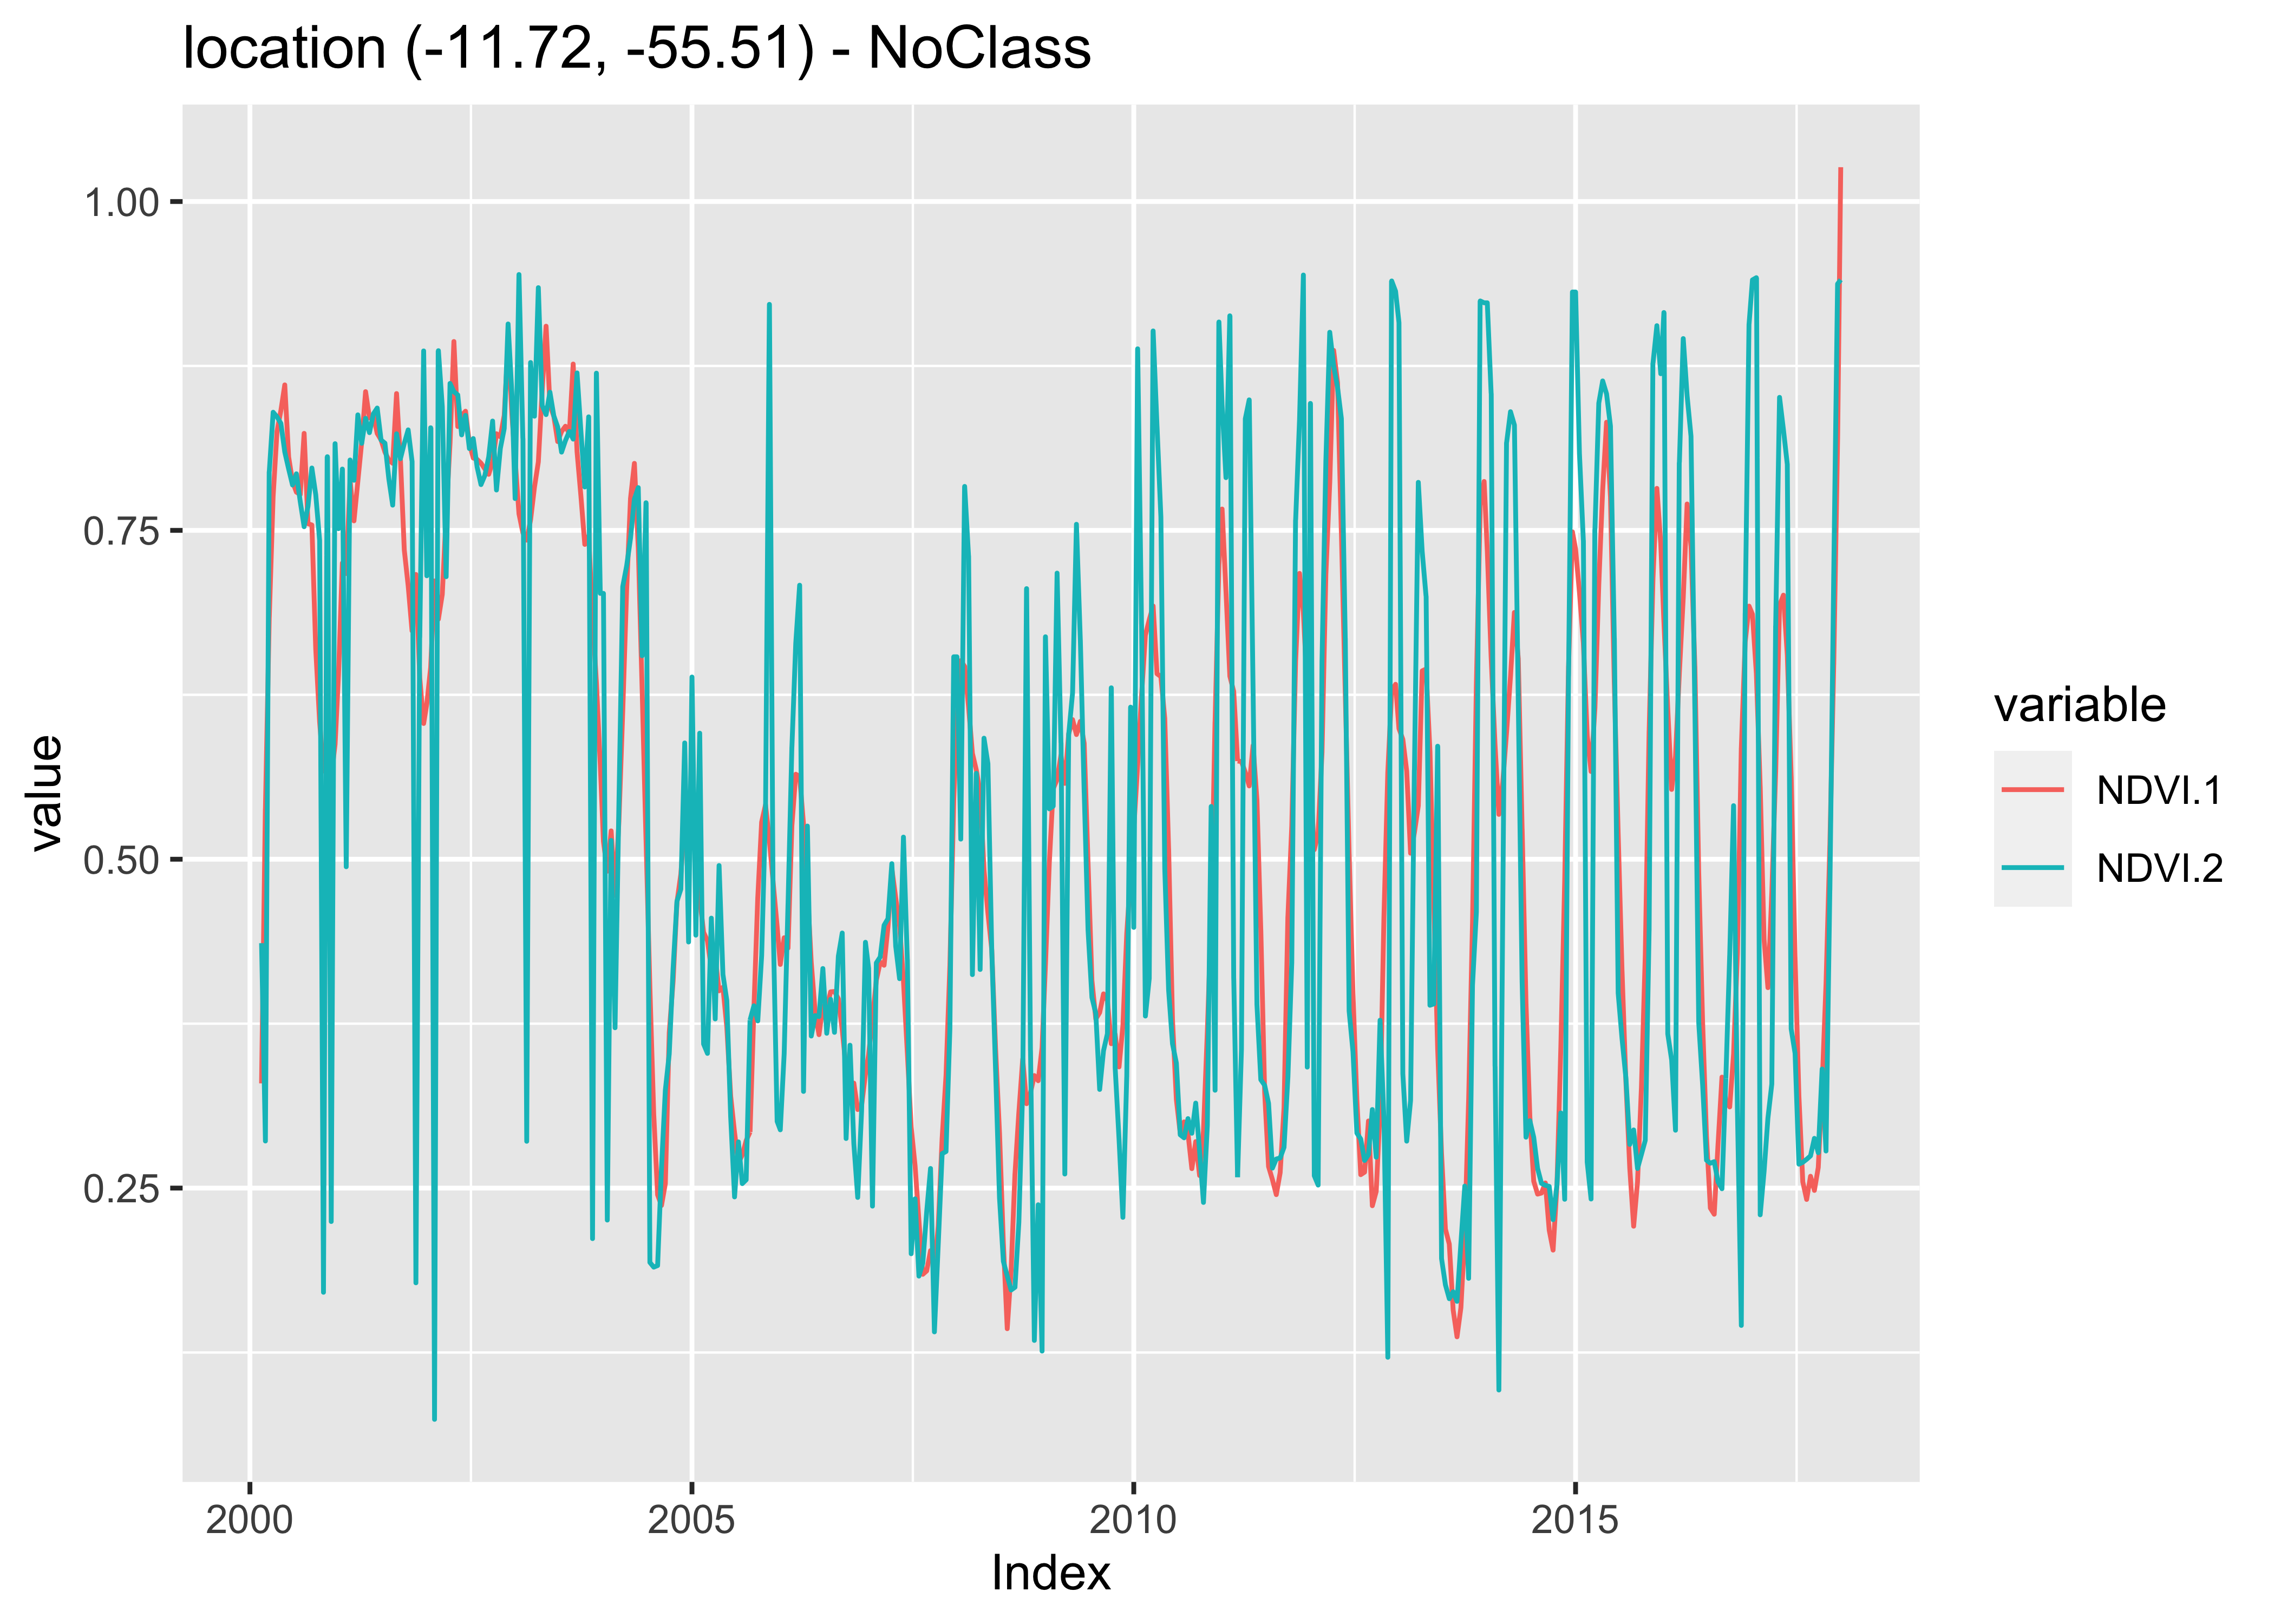 location (-11.72, -55.51) - NoClass
1.00
0.75
0.50
0.25
value
2000
2005
2010
2015
Index
variable
NDVI.1
NDVI.2